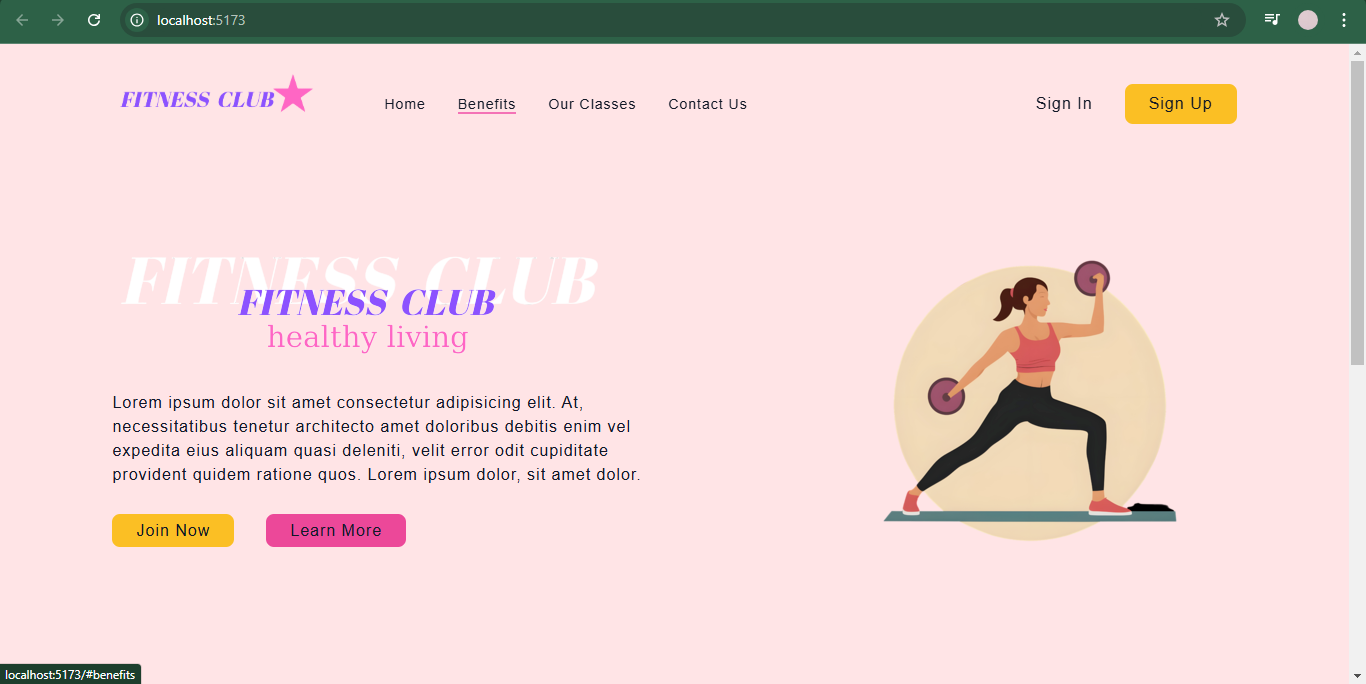 localhost:5173
FITNESS CLUB
Home Benefits Our Classes Contact Us
Sign In Sign Up
FITNESS CLUB
FITNESS CLUB
healthy living
Lorem ipsum dolor sit amet consectetur adipisicing elit. At,
necessitatibus tenetur architecto amet doloribus debitis enim vel
expedita eius aliquam quasi deleniti, velit error odit cupiditate
provident quidem ratione quos. Lorem ipsum dolor, sit amet dolor.
Join Now Learn More
localhost:5173/#benefits